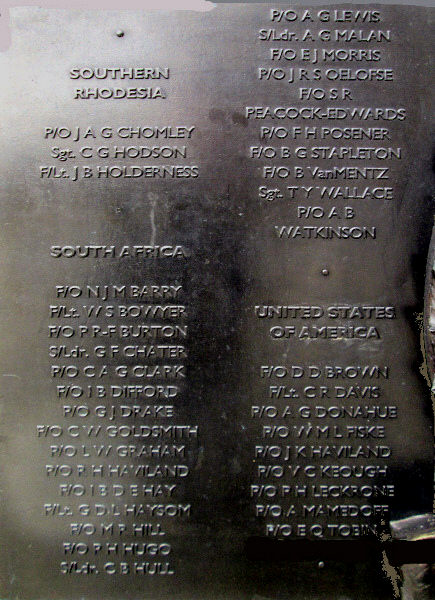 SOUTHERN
RHODESIA
P/O J A G CHOMLEY
Sgt. C G HODSON
F/Lt. J B HOLDERNESS
SOUTH AFRICA
F/O N J M BARRY
F/Lt. W S BOWYER
F/O P R-F BURTON
S/Ldr. G F CHATER
P/O C A G CLARK
F/O I B DIFFORD
P/O G J DRAKE
F/O C W GOLDSMITH
P/O L W GRAHAM
P/O R H HAVILAND
F/O I B D E HAY
F/Lt. G D L HAYSOM
F/O M P HILL
F/O P H HUGO
S/Ldr. C B HULL
P/O A G LEWIS
S/Ldr. A G MALAN
F/O E J MORRIS
P/O J R S OELOFSE
F/O S R
PEACOCK-EDWARDS
P/O F H POSENER
F/O B G STAPLETON
F/O B VanMENTZ
Sgt. T Y WALLACE
P/O A B
WATKINSON
UNITED STATES
OF AMERICA
F/O D D BROWN
F/Lt. C R DAVIS
P/O A G DONAHUE
P/O W M L FISKE
P/O J K HAVILAND
P/O V C KEOUGH
P/O P H LECKRONE
P/O A MAMEDOFF
P/O E Q TOBIN